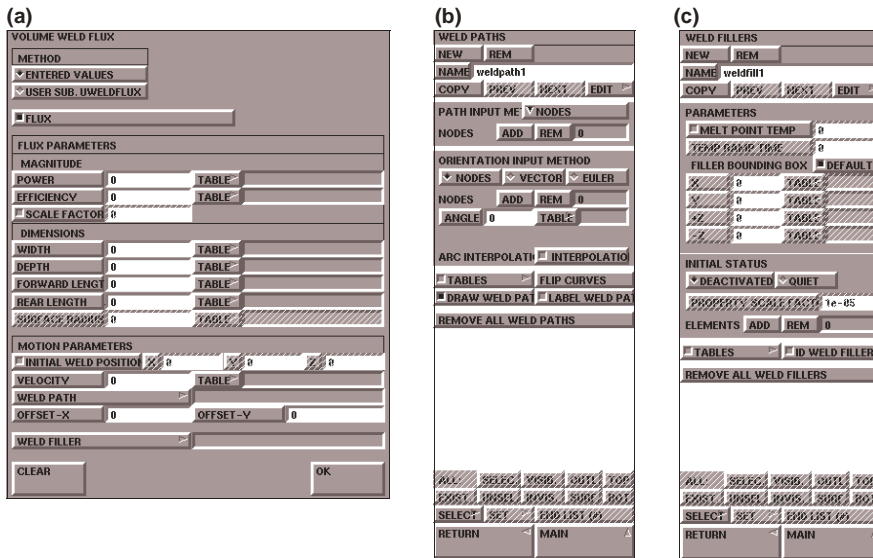 (a)
VOLUME WELD FLUX
METHOD
ENTERED VALUES
USER SUB. UWELDFLUX
FLUX
FLUX PARAMETERS
MAGNITUDE
POWER 0 TABLE
EFFICIENCY 0 TABLE
SCALE FACTOR 0
DIMENSIONS
WIDTH 0 TABLE
DEPTH 0 TABLE
FORWARD LENGT 0 TABLE
REAR LENGTH 0 TABLE
SURFACE RADIUS 0 TABLE
MOTION PARAMETERS
INITIAL WELD POSITION X 0 Y 0 Z 0
VELOCITY 0 TABLE
WELD PATH
OFFSET-X 0 OFFSET-Y 0
WELD FILLER
CLEAR OK
(b)
WELD PATHS
NEW REM
NAME weldpath1
COPY PREV NEXT EDIT
PATH INPUT ME NODES
NODES ADD REM 0
ORIENTATION INPUT METHOD
NODES VECTOR EULER
NODES ADD REM 0
ANGLE 0 TABLE
ARC INTERPOLATI INTERPOLATIO
TABLES FLIP CURVES
DRAW WELD PAT LABEL WELD PA
REMOVE ALL WELD PATHS
ALL: SELEC. VISIB. OUTL TOP
EXIST. UNSEL. INVIS. SURF BOT.
SELECT SET END LIST (#)
RETURN MAIN
(c)
WELD FILLERS
NEW REM
NAME weldfill1
COPY PREV NEXT EDIT
PARAMETERS
MELT POINT TEMP 0
TEMP RAMP TIME 0
FILLER BOUNDING BOX DEFAULT
X 0 TABLE
Y 0 TABLE
+Z 0 TABLE
-Z 0 TABLE
INITIAL STATUS
DEACTIVATED QUIET
PROPERTY SCALE FACTO 1e-05
ELEMENTS ADD REM 0
TABLES ID WELD FILLER
REMOVE ALL WELD FILLERS
ALL: SELEC. VISIB. OUTL TOP
EXIST. UNSEL. INVIS. SURF BOT.
SELECT SET END LIST (#)
RETURN MAIN